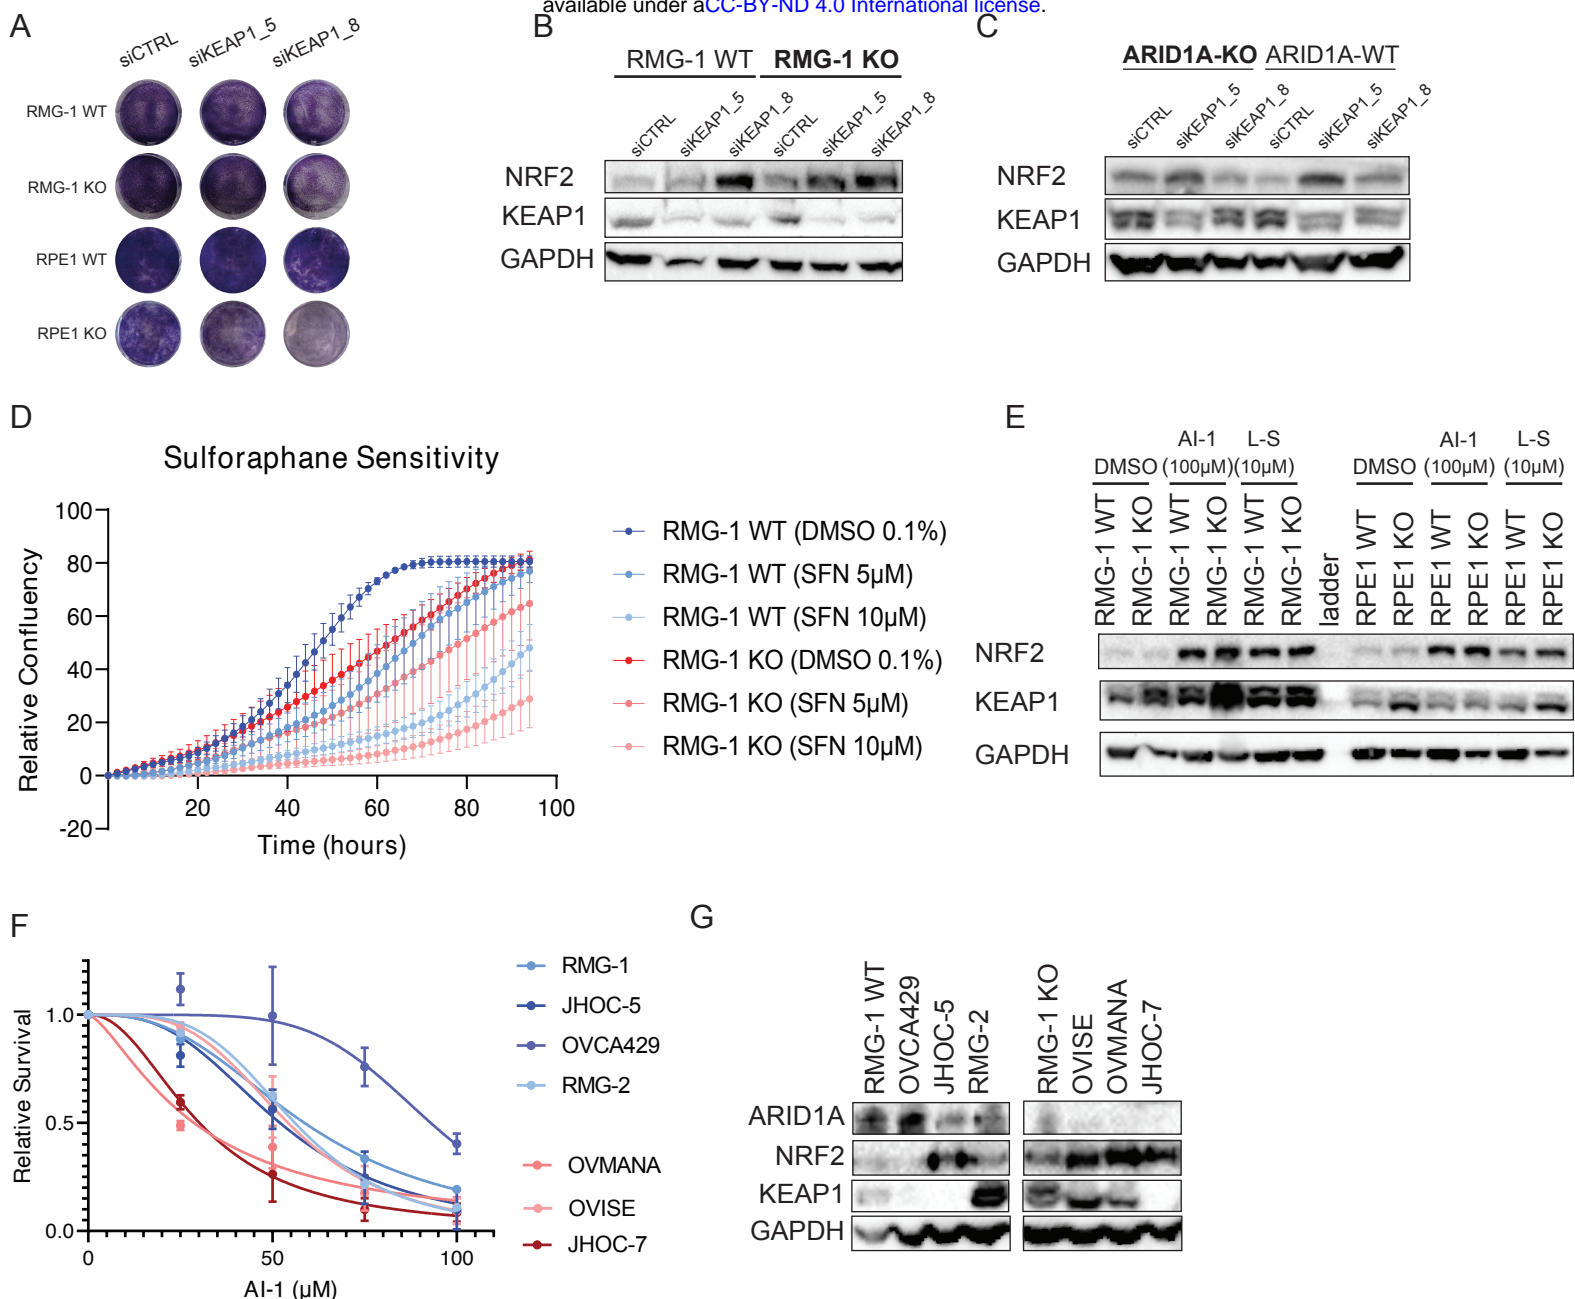 available under aCC-BY-ND 4.0 International license.
A
siCTRL siKEAP1_5 siKEAP1_8
RMG-1 WT
RMG-1 KO
RPE1 WT
RPE1 KO
B
RMG-1 WT RMG-1 KO
siCTRL siKEAP1_5 siKEAP1_8 siCTRL siKEAP1_5 siKEAP1_8
NRF2
KEAP1
GAPDH
C
ARID1A-KO ARID1A-WT
siCTRL siKEAP1_5 siKEAP1_8 siCTRL siKEAP1_5 siKEAP1_8
NRF2
KEAP1
GAPDH
D
Sulforaphane Sensitivity
Relative Confluency
100
80
60
40
20
0
-20
20 40 60 80 100
Time (hours)
RMG-1 WT (DMSO 0.1%)
RMG-1 WT (SFN 5µM)
RMG-1 WT (SFN 10µM)
RMG-1 KO (DMSO 0.1%)
RMG-1 KO (SFN 5µM)
RMG-1 KO (SFN 10µM)
E
AI-1 L-S AI-1 L-S
DMSO (100µM) (10µM) DMSO (100µM) (10µM)
RMG-1 WT RMG-1 KO RMG-1 WT RMG-1 KO RMG-1 WT RMG-1 KO ladder RPE1 WT RPE1 KO RPE1 WT RPE1 KO RPE1 WT RPE1 KO
NRF2
KEAP1
GAPDH
F
Relative Survival
1.0
0.5
0.0
0 50 100
AI-1 (µM)
RMG-1
JHOC-5
OVCA429
RMG-2
OVMANA
OVISE
JHOC-7
G
RMG-1 WT OVCA429 JHOC-5 RMG-2 RMG-1 KO OVISE OVMANA JHOC-7
ARID1A
NRF2
KEAP1
GAPDH